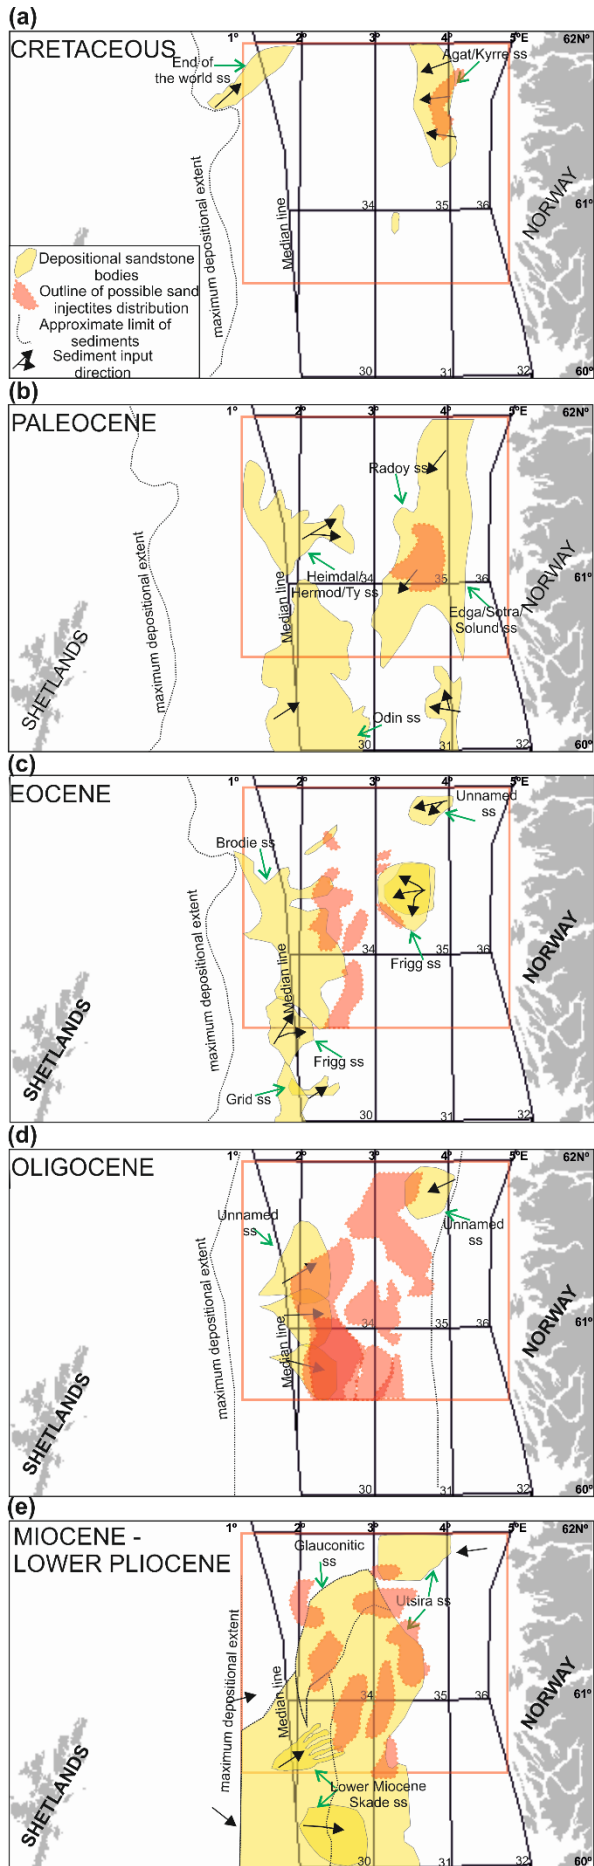 (a)
1° 2° 3° 4° 5°E 62N°
CRETACEOUS
End of
the world ss
Agat/Kyrre ss
maximum depositional extent
Median line
34 35 36
61°
NORWAY
Depositional sandstone
bodies
Outline of possible sand
injectites distribution
Approximate limit of
sediments
Sediment input
direction
30 31 32 60°
(b)
1° 2° 3° 4° 5°E 62N°
PALEOCENE
Radoy ss
maximum depositional extent
Heimdal/
Hermod/Ty ss
Median line
34 35 36
61°
NORWAY
Edga/Sotra/
Solund ss
SHETLANDS
Odin ss
30 31 32 60°
(c)
1° 2° 3° 4° 5°E 62N°
EOCENE
Unnamed
ss
Brodie ss
maximum depositional extent
Median line
34 36
61°
Frigg ss
NORWAY
SHETLANDS
Frigg ss
Grid ss
30 31 32 60°
(d)
1° 2° 3° 4° 5°E 62N°
OLIGOCENE
Unnamed
ss
Unnamed
ss
maximum depositional extent
Median line
34 35 36
61°
NORWAY
SHETLANDS
30 31 32 60°
(e)
1° 2° 3° 4° 5°E 62N°
MIOCENE -
LOWER PLIOCENE
Glauconitic
ss
Utsira ss
maximum depositional extent
Median line
34 35 36
61°
NORWAY
SHETLANDS
Lower Miocene
Skade ss
30 31 32 60°